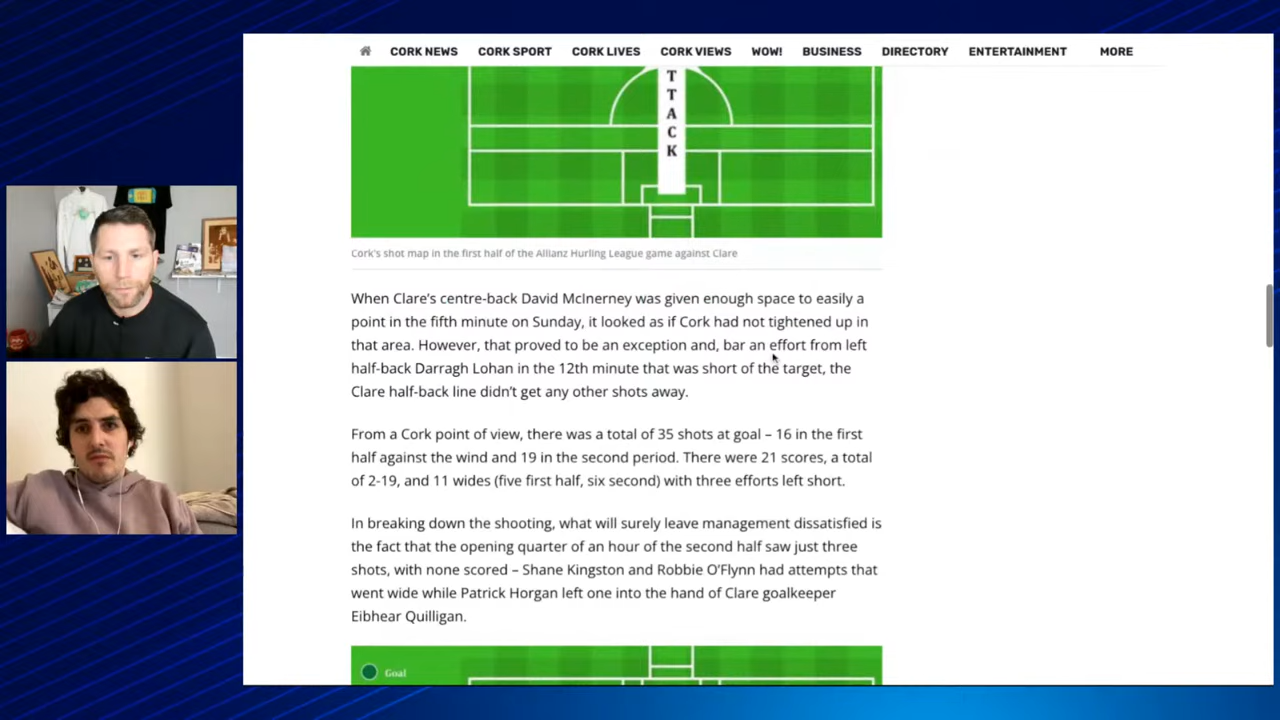 CORK NEWS CORK SPORT CORK LIVES CORK VIEWS WOW! BUSINESS DIRECTORY ENTERTAINMENT MORE
T
T
A
C
K
Cork's shot map in the first half of the Allianz Hurling League game against Clare
When Clare's centre-back David McInerney was given enough space to easily a
point in the fifth minute on Sunday, it looked as if Cork had not tightened up in
that area. However, that proved to be an exception and, bar an effort from left
half-back Darragh Lohan in the 12th minute that was short of the target, the
Clare half-back line didn't get any other shots away.
From a Cork point of view, there was a total of 35 shots at goal – 16 in the first
half against the wind and 19 in the second period. There were 21 scores, a total
of 2-19, and 11 wides (five first half, six second) with three efforts left short.
In breaking down the shooting, what will surely leave management dissatisfied is
the fact that the opening quarter of an hour of the second half saw just three
shots, with none scored – Shane Kingston and Robbie O'Flynn had attempts that
went wide while Patrick Horgan left one into the hand of Clare goalkeeper
Eibhear Quilligan.
Goal